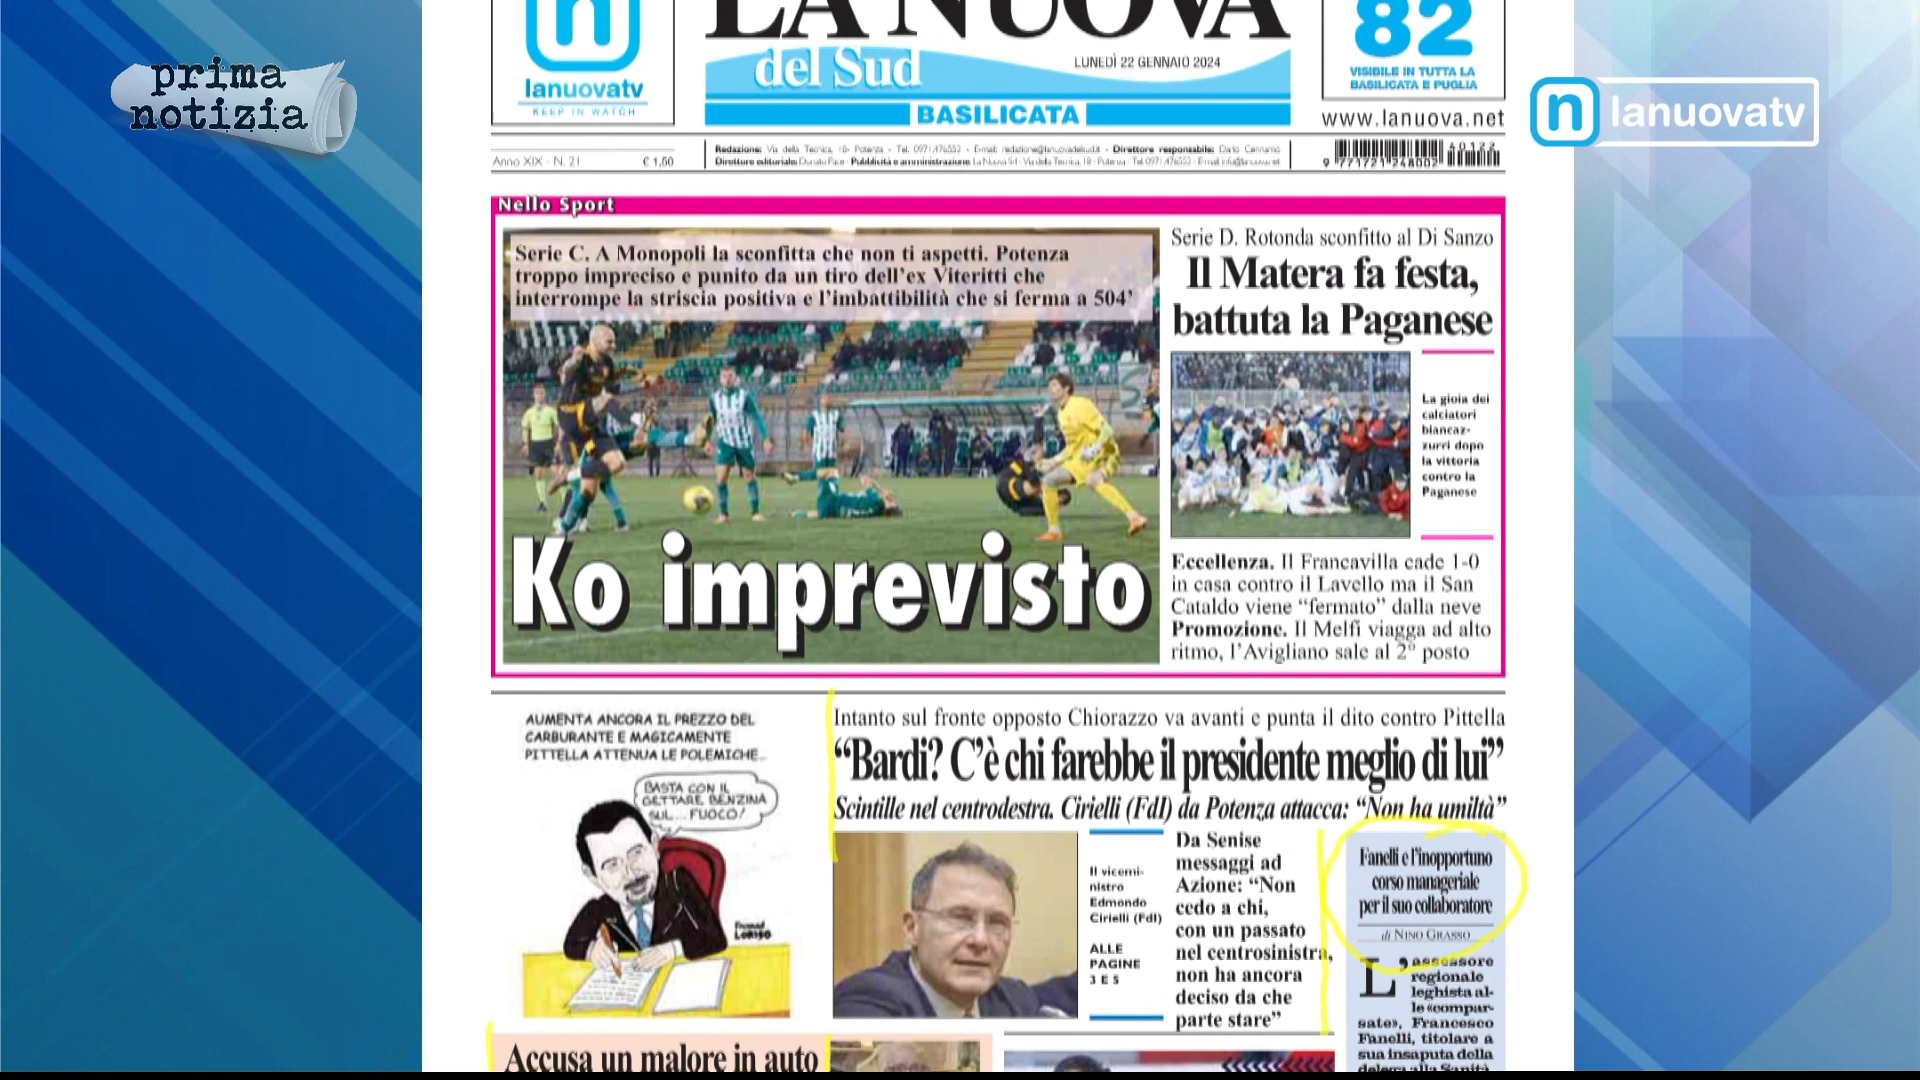 prima
notizia
lanuovatv
lanuovatv
KEEP IN WATCH
LA NUOVA
del Sud
LUNEDÌ 22 GENNAIO 2024
BASILICATA
82
VISIBILE IN TUTTA LA
BASILICATA E PUGLIA
www.lanuova.net
Anno XIX - N. 21
€ 1,50
Nello Sport
Serie C. A Monopoli la sconfitta che non ti aspetti. Potenza
troppo impreciso e punito da un tiro dell'ex Viteritti che
interrompe la striscia positiva e l'imbattibilità che si ferma a 504'
Ko imprevisto
Serie D. Rotonda sconfitto al Di Sanzo
Il Matera fa festa,
battuta la Paganese
La gioia dei
calciatori
biancaz-
zurri dopo
la vittoria
contro la
Paganese
Eccellenza. Il Francavilla cade 1-0
in casa contro il Lavello ma il San
Cataldo viene “fermato” dalla neve
Promozione. Il Melfi viagga ad alto
ritmo, l'Avigliano sale al 2° posto
AUMENTA ANCORA IL PREZZO DEL
CARBURANTE E MAGICAMENTE
PITTELLA ATTENUA LE POLEMICHE...
BASTA CON IL
GETTARE BENZINA
SUL... FUOCO!
Intanto sul fronte opposto Chiorazzo va avanti e punta il dito contro Pittella
“Bardi? C'è chi farebbe il presidente meglio di lui”
Scintille nel centrodestra. Cirielli (FdI) da Potenza attacca: “Non ha umiltà”
Il vicemi-
nistro
Edmondo
Cirielli (FdI)
ALLE
PAGINE
3 E 5
Da Senise
messaggi ad
Azione: “Non
cedo a chi,
con un passato
nel centrosinistra,
non ha ancora
deciso da che
parte stare”
Fanelli e l'inopportuno
corso manageriale
per il suo collaboratore
di NINO GRASSO
L'assessore
regionale
leghista al-
le «compar-
sate», Francesco
Fanelli, titolare a
sua insaputa della
delega alla Sanità
Accusa un malore in auto